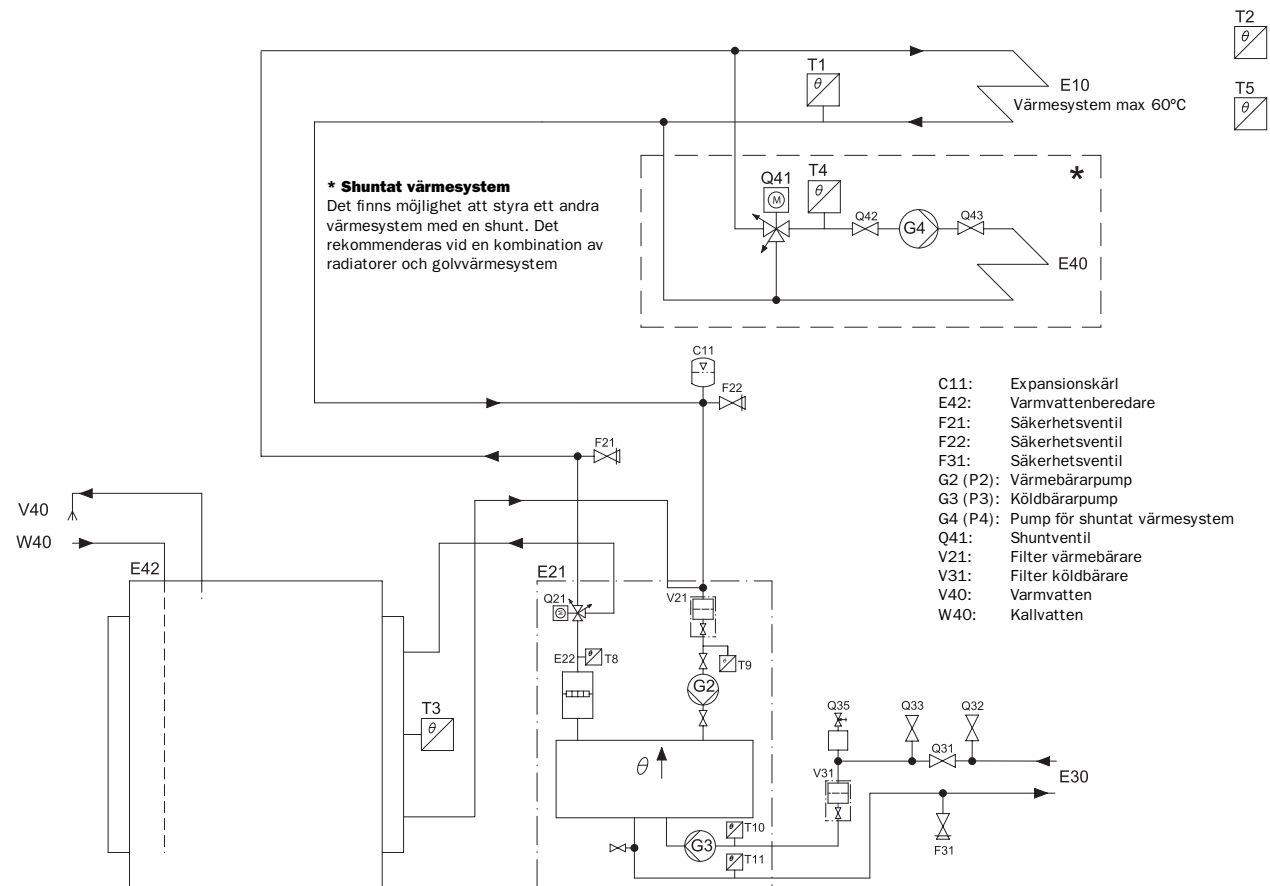 T2
θ
T1
θ
E10
Värmesystem max 60ºC
T5
θ
* Shuntat värmesystem
Det finns möjlighet att styra ett andra
värmesystem med en shunt. Det
rekommenderas vid en kombination av
radiatorer och golvvärmesystem
*
Q41
M
T4
θ
Q42
G4
Q43
E40
C11
F22
F21
C11: Expansionskärl
E42: Varmvattenberedare
F21: Säkerhetsventil
F22: Säkerhetsventil
F31: Säkerhetsventil
G2 (P2): Värmebärarpump
G3 (P3): Köldbärarpump
G4 (P4): Pump för shuntat värmesystem
Q41: Shuntventil
V21: Filter värmebärare
V31: Filter köldbärare
V40: Varmvatten
W40: Kallvatten
V40
W40
E42
E21
Q21
M
V21
E22
θ
T8
θ
T9
G2
T3
θ
θ
Q35
Q33
Q32
Q31
V31
E30
θ
T10
G3
θ
T11
F31